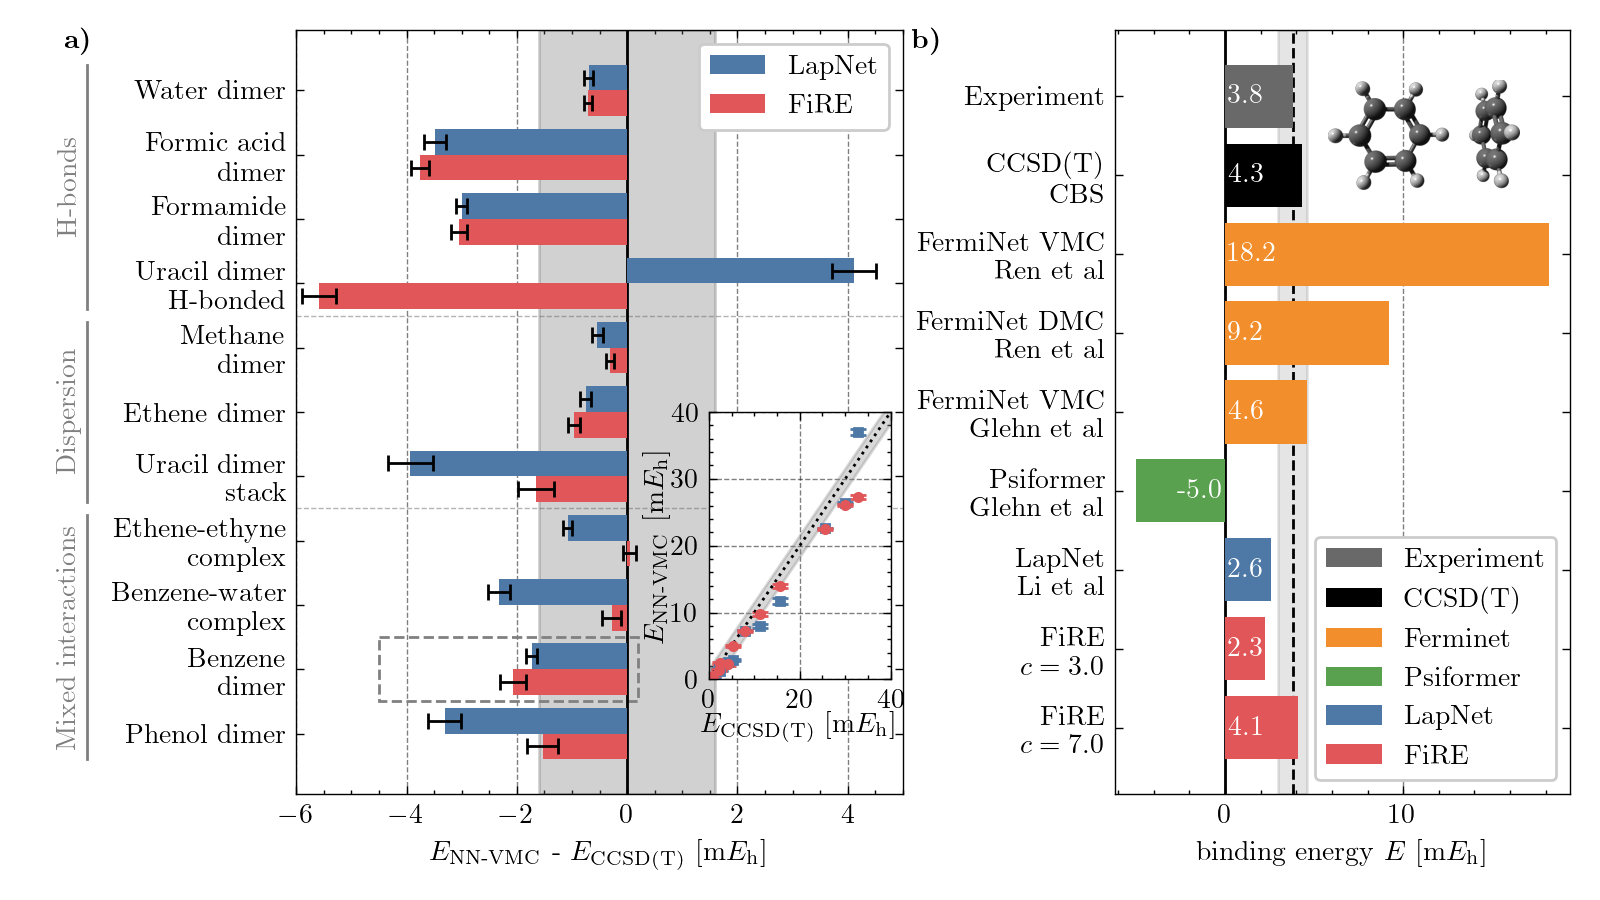 a)
H-bonds
Dispersion
Mixed interactions
Water dimer
Formic acid
dimer
Formamide
dimer
Uracil dimer
H-bonded
Methane
dimer
Ethene dimer
Uracil dimer
stack
Ethene-ethyne
complex
Benzene-water
complex
Benzene
dimer
Phenol dimer
LapNet
FiRE
40
30
20
10
0
E_NN-VMC [mE_h]
0 20 40
E_CCSD(T) [mE_h]
−6 −4 −2 0 2 4
E_NN-VMC - E_CCSD(T) [mE_h]
b)
Experiment
CCSD(T)
CBS
FermiNet VMC
Ren et al
FermiNet DMC
Ren et al
FermiNet VMC
Glehn et al
Psiformer
Glehn et al
LapNet
Li et al
FiRE
c = 3.0
FiRE
c = 7.0
3.8
4.3
18.2
9.2
4.6
-5.0
2.6
2.3
4.1
Experiment
CCSD(T)
Ferminet
Psiformer
LapNet
FiRE
0 10
binding energy E [mE_h]